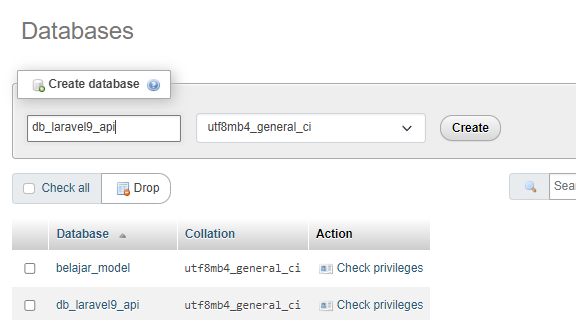 Databases
Create database
db_laravel9_api utf8mb4_general_ci Create
Check all Drop Sea
Database Collation Action
belajar_model utf8mb4_general_ci Check privileges
db_laravel9_api utf8mb4_general_ci Check privileges